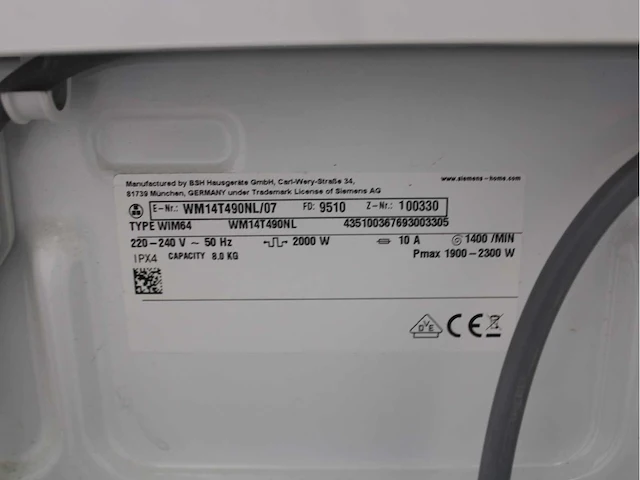 Manufactured by BSH Hausgeräte GmbH, Carl-Wery-Straße 34,
81739 München, GERMANY under Trademark License of Siemens AG
www.siemens-home.com
E-Nr.: WM14T490NL/07 FD: 9510 Z-Nr.: 100330
TYPE WIM64 WM14T490NL 435100367693003305
220-240 V ~ 50 Hz 2000 W 10 A 1400 /MIN
IPX4 CAPACITY 8.0 KG Pmax 1900-2300 W
DVE CE